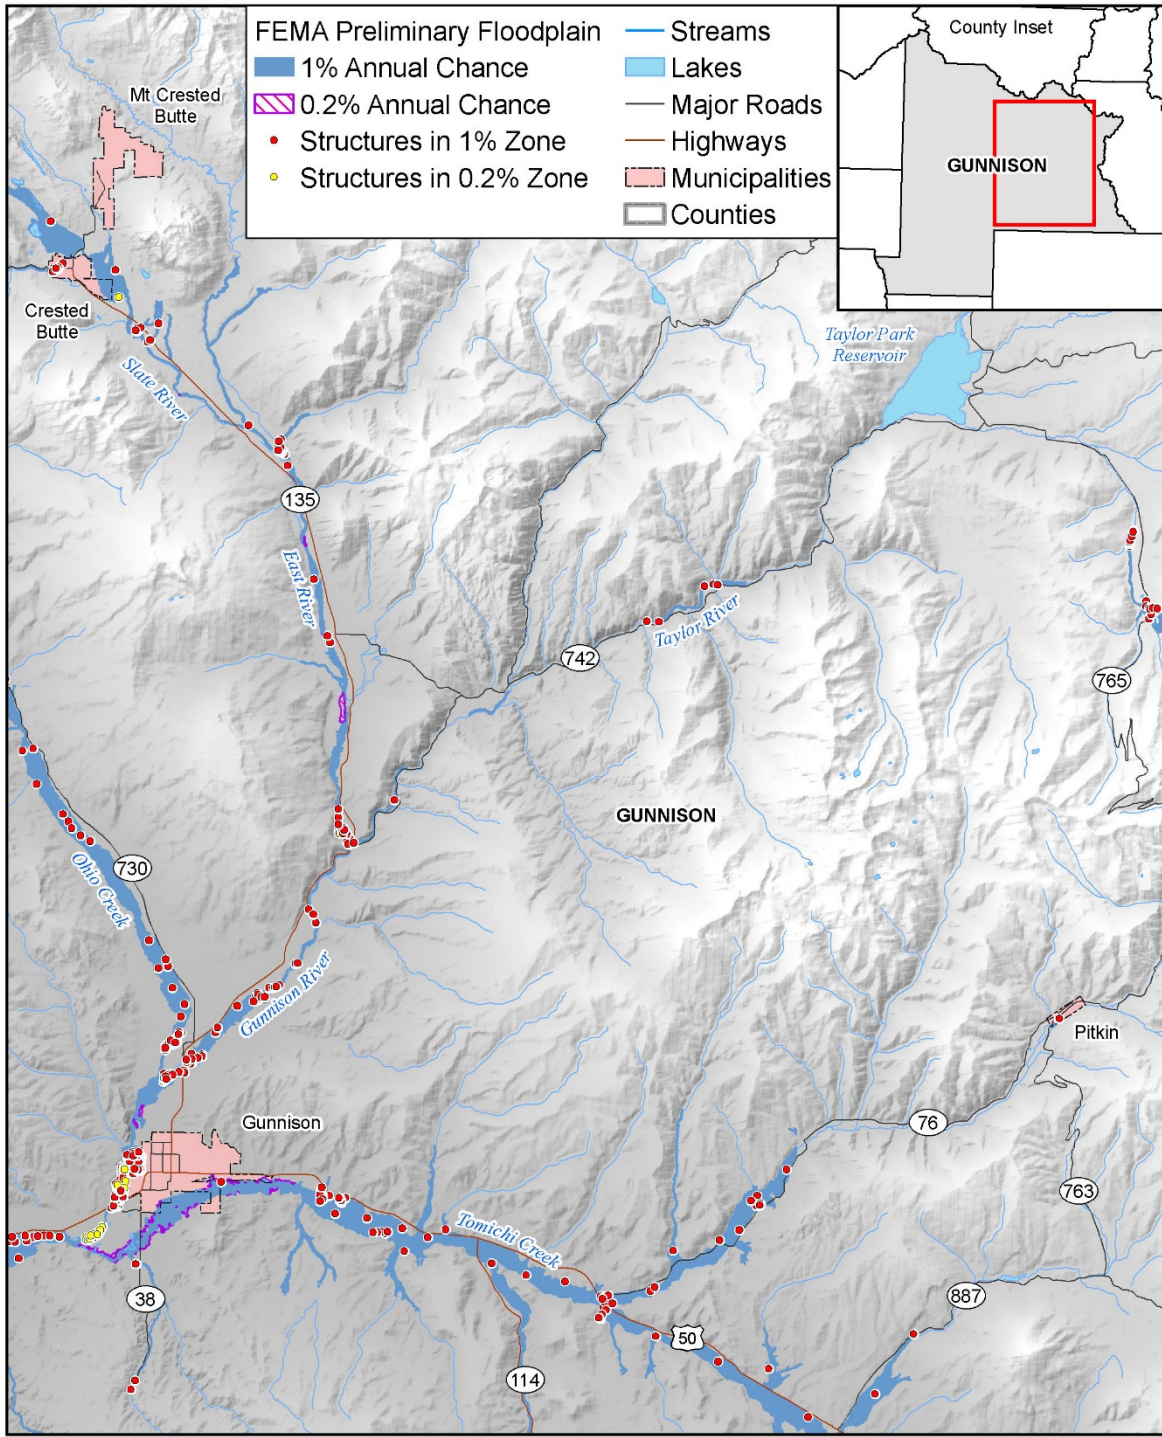 FEMA Preliminary Floodplain
1% Annual Chance
0.2% Annual Chance
Structures in 1% Zone
Structures in 0.2% Zone
Streams
Lakes
Major Roads
Highways
Municipalities
Counties
County Inset
GUNNISON
Mt Crested
Butte
Crested
Butte
Slate River
Taylor Park
Reservoir
135
East River
Taylor River
742
765
GUNNISON
730
Ohio Creek
Gunnison River
Pitkin
Gunnison
76
763
Tomichi Creek
38
887
50
114